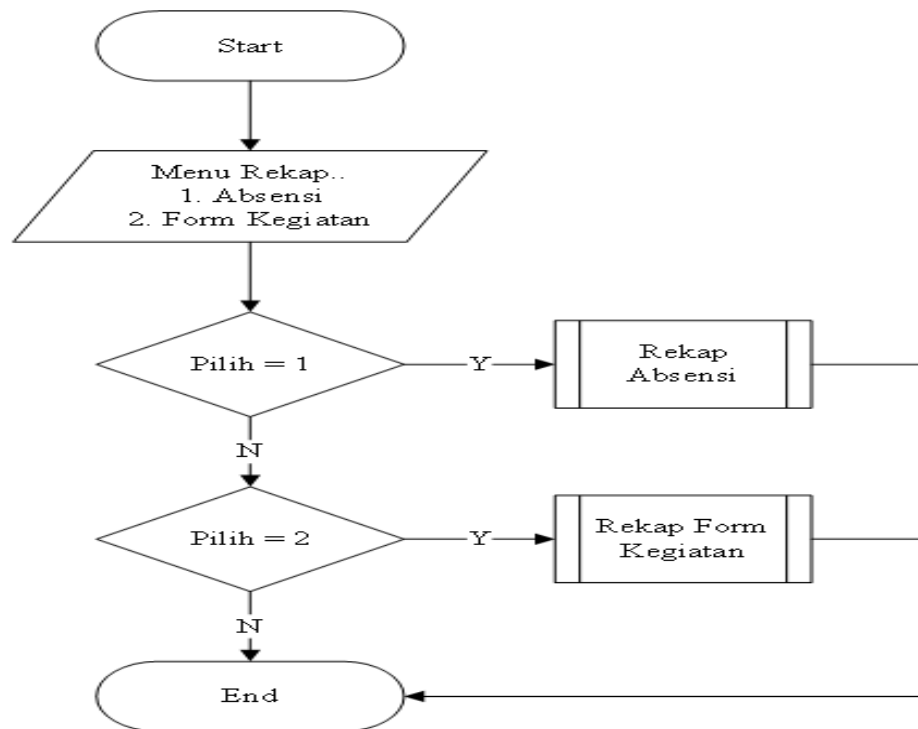 Start
Menu Rekap..
1. Absensi
2. Form Kegiatan
Pilih = 1
Y
Rekap
Absensi
N
Pilih = 2
Y
Rekap Form
Kegiatan
N
End